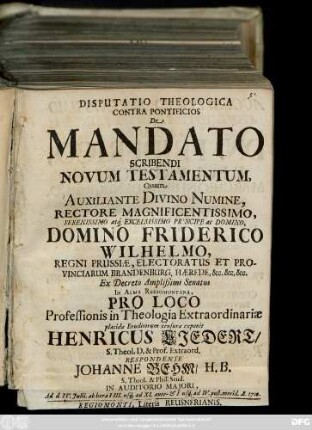 5.
DISPUTATIO THEOLOGICA
CONTRA PONTIFICIOS
De
MANDATO
SCRIBENDI
NOVUM TESTAMENTUM,
Quam
AUXILIANTE DIVINO NUMINE,
RECTORE MAGNIFICENTISSIMO,
SERENISSIMO atq; EXCELSISSIMO PRINCIPE ac DOMINO,
DOMINO FRIDERICO
WILHELMO,
REGNI PRUSSIÆ, ELECTORATUS ET PRO-
VINCIARUM BRANDENBURG, HÆREDE, &c. &c. &c.
Ex Decreto Amplissimi Senatus
IN ALMA REGIOMONTANA,
PRO LOCO
Professionis in Theologia Extraordinariæ
placidæ Eruditorum censuræ exponit
HENRICUS LIEDERT/
S. Theol. D. & Prof. Extraord.
RESPONDENTE
JOHANNE BEHM/ H. B.
S. Theol. & Phil. Stud.
IN AUDITORIO MAJORI,
REGIOMONTI, Literis REUSNERIANIS.